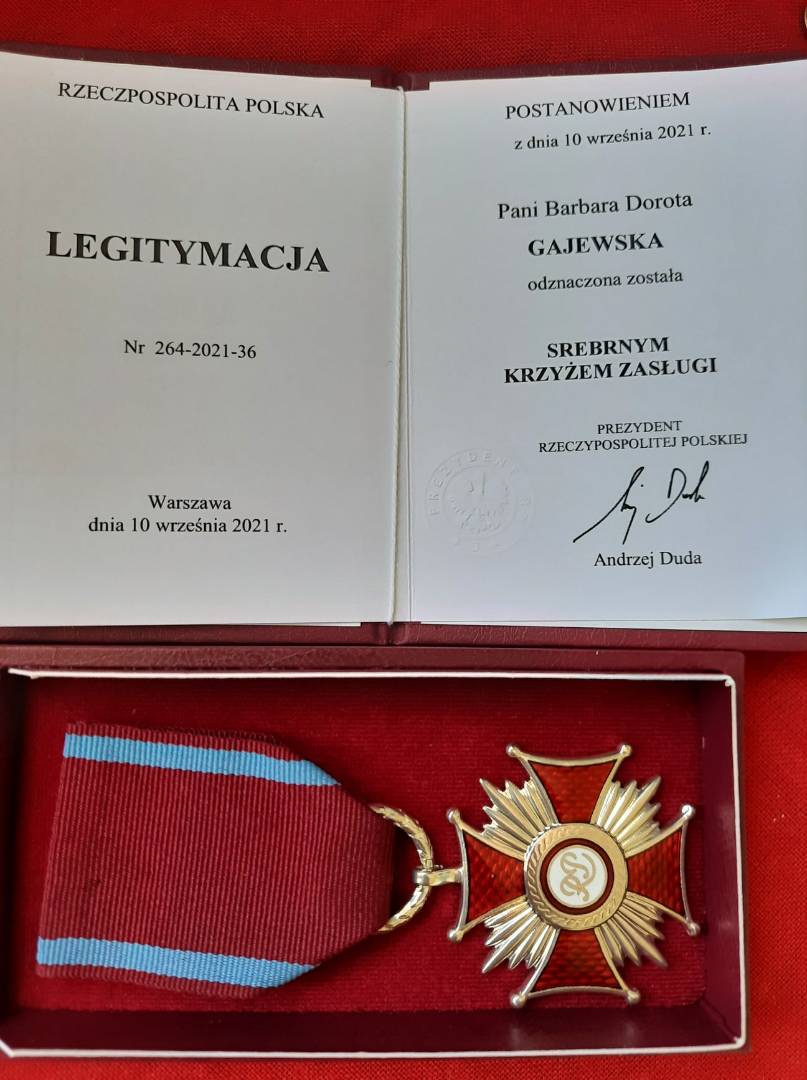 RZECZPOSPOLITA POLSKA
LEGITYMACJA
Nr 264-2021-36
Warszawa
dnia 10 września 2021 r.
POSTANOWIENIEM
z dnia 10 września 2021 r.
Pani Barbara Dorota
GAJEWSKA
odznaczona została
SREBRNYM
KRZYŻEM ZASŁUGI
PREZYDENT
RZECZYPOSPOLITEJ POLSKIEJ
Andrzej Duda